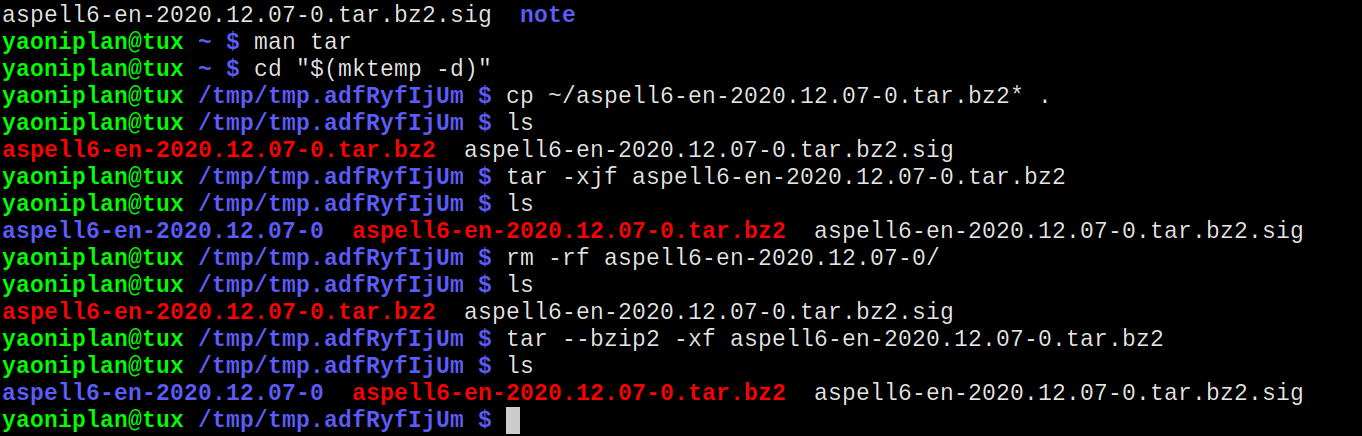 aspell6-en-2020.12.07-0.tar.bz2.sig  note
yaoniplan@tux ~ $ man tar
yaoniplan@tux ~ $ cd "$(mktemp -d)"
yaoniplan@tux /tmp/tmp.adfRyfIjUm $ cp ~/aspell6-en-2020.12.07-0.tar.bz2* .
yaoniplan@tux /tmp/tmp.adfRyfIjUm $ ls
aspell6-en-2020.12.07-0.tar.bz2  aspell6-en-2020.12.07-0.tar.bz2.sig
yaoniplan@tux /tmp/tmp.adfRyfIjUm $ tar -xjf aspell6-en-2020.12.07-0.tar.bz2
yaoniplan@tux /tmp/tmp.adfRyfIjUm $ ls
aspell6-en-2020.12.07-0  aspell6-en-2020.12.07-0.tar.bz2  aspell6-en-2020.12.07-0.tar.bz2.sig
yaoniplan@tux /tmp/tmp.adfRyfIjUm $ rm -rf aspell6-en-2020.12.07-0/
yaoniplan@tux /tmp/tmp.adfRyfIjUm $ ls
aspell6-en-2020.12.07-0.tar.bz2  aspell6-en-2020.12.07-0.tar.bz2.sig
yaoniplan@tux /tmp/tmp.adfRyfIjUm $ tar --bzip2 -xf aspell6-en-2020.12.07-0.tar.bz2
yaoniplan@tux /tmp/tmp.adfRyfIjUm $ ls
aspell6-en-2020.12.07-0  aspell6-en-2020.12.07-0.tar.bz2  aspell6-en-2020.12.07-0.tar.bz2.sig
yaoniplan@tux /tmp/tmp.adfRyfIjUm $